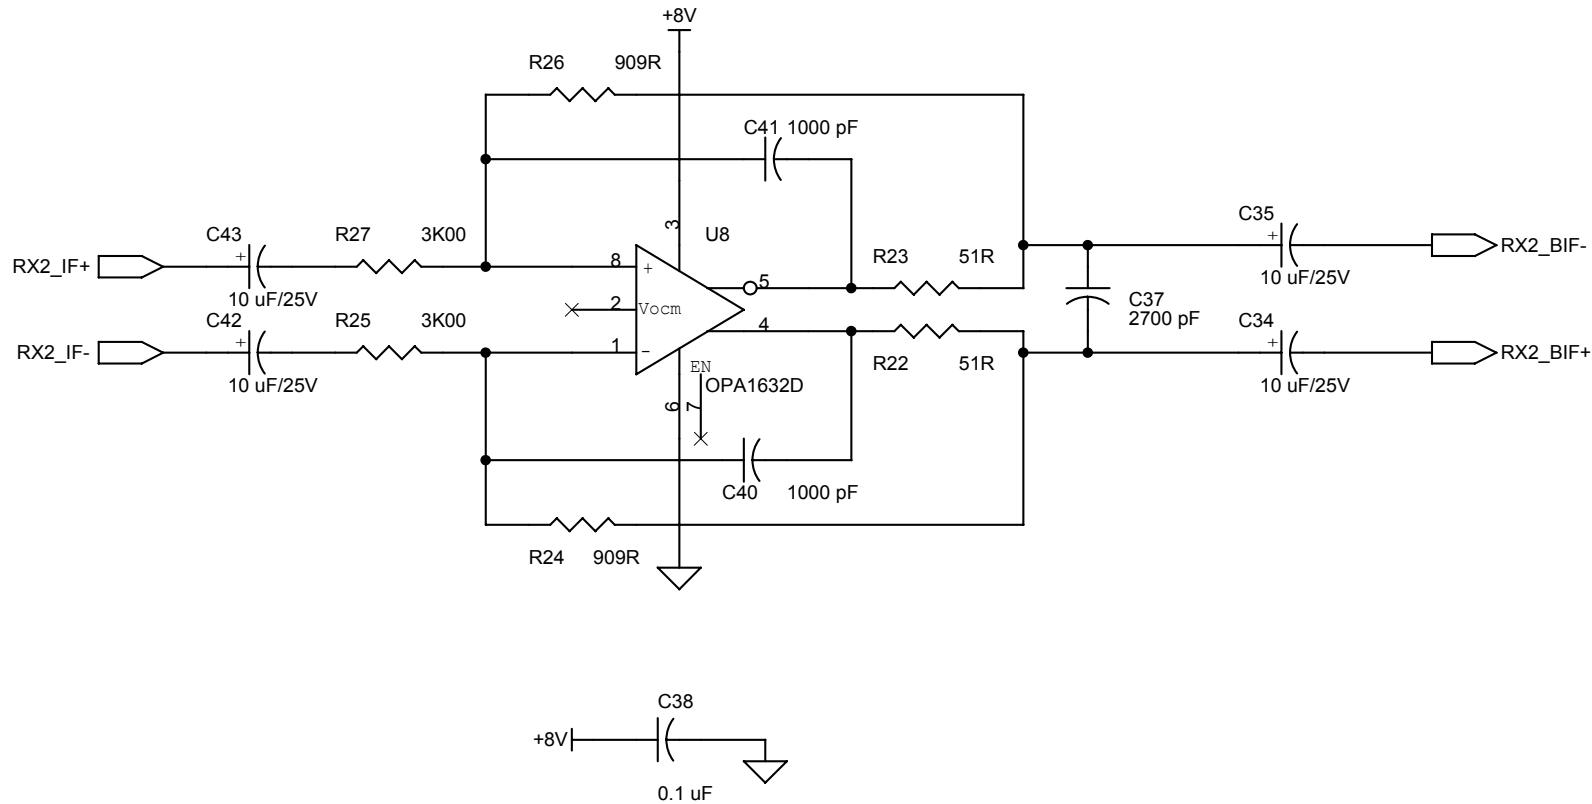 +8V
R26 909R
C41 1000 pF
3
U8
C43
+
R27 3K00
RX2_IF+
10 uF/25V
8
+
5
R23 51R
C35
+
RX2_BIF-
10 uF/25V
2
Vocm
C37
2700 pF
C42
+
R25 3K00
RX2_IF-
10 uF/25V
1
-
4
R22 51R
C34
+
RX2_BIF+
10 uF/25V
EN
OPA1632D
6
7
C40 1000 pF
R24 909R
C38
+8V
0.1 uF